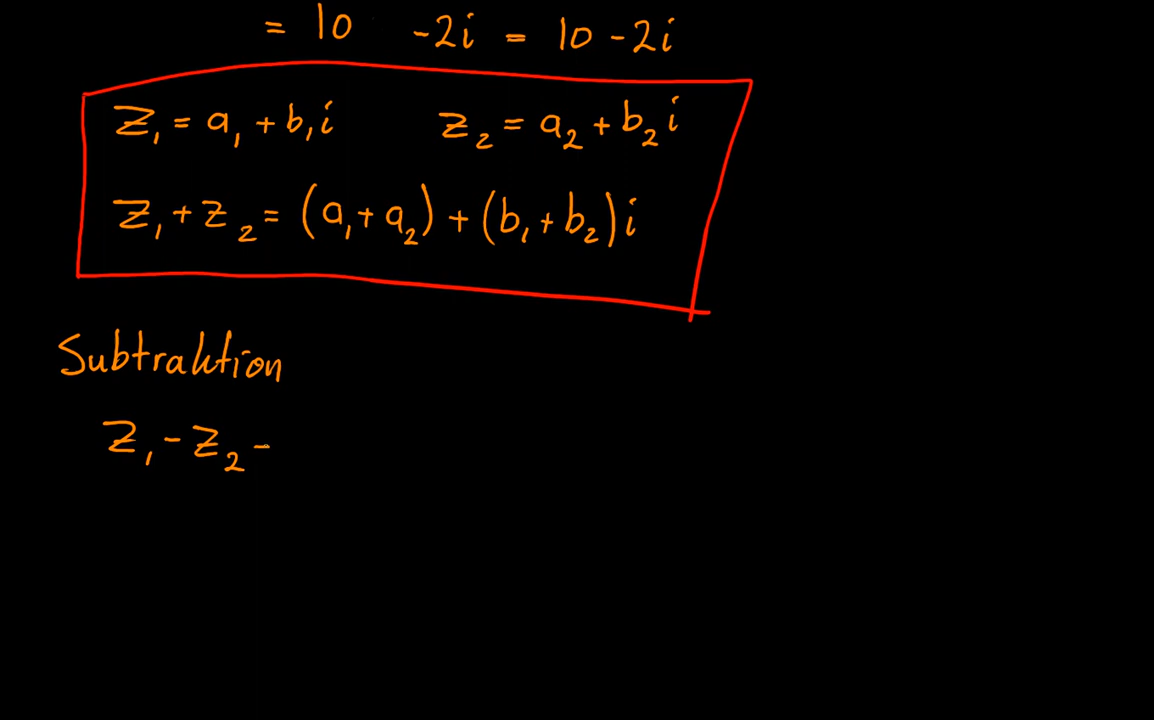 = 10 -2i = 10 - 2i
z₁ = a₁ + b₁i z₂ = a₂ + b₂i
z₁ + z₂ = (a₁ + a₂) + (b₁ + b₂)i
Subtraktion
z₁ - z₂ -